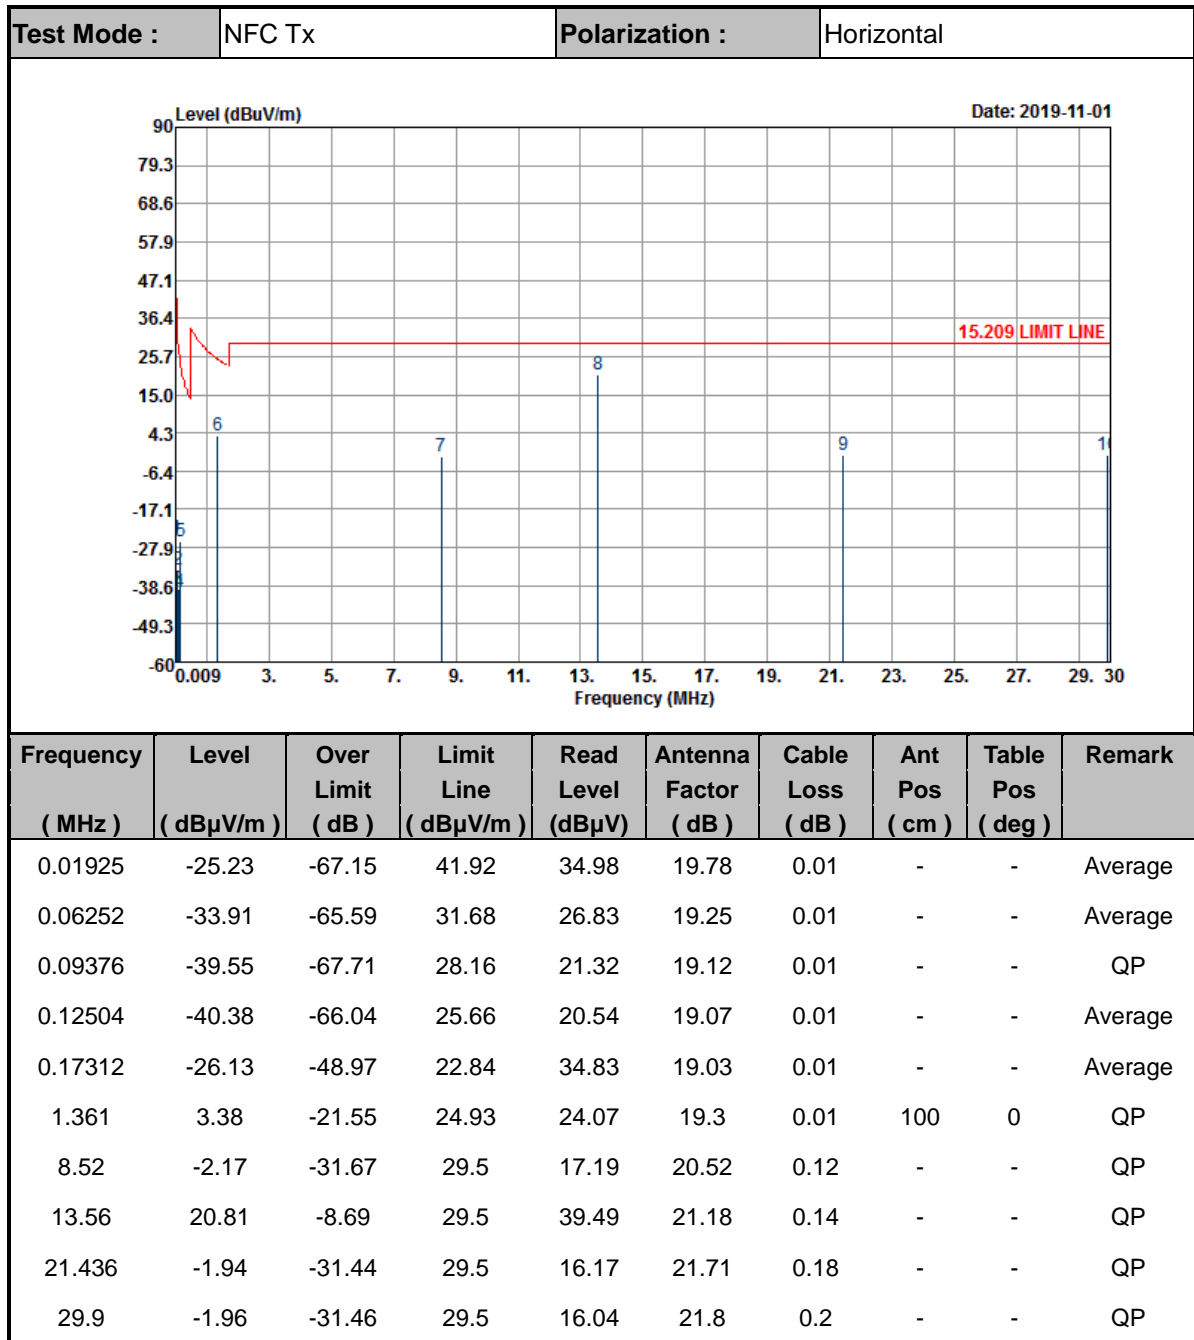 Test Mode : NFC Tx Polarization : Horizontal
Level (dBuV/m) Date: 2019-11-01
90
79.3
68.6
57.9
47.1
36.4
15.209 LIMIT LINE
25.7
8
15.0
6
4.3
7 9 10
-6.4
-17.1
5
-27.9
2
-38.6
-49.3
-60
0.009 3. 5. 7. 9. 11. 13. 15. 17. 19. 21. 23. 25. 27. 29. 30
Frequency (MHz)
Frequency Level Over Limit Read Antenna Cable Ant Table Remark
Limit Line Level Factor Loss Pos Pos
( MHz ) ( dBµV/m ) ( dB ) ( dBµV/m ) (dBµV) ( dB ) ( dB ) ( cm ) ( deg )
0.01925 -25.23 -67.15 41.92 34.98 19.78 0.01 - - Average
0.06252 -33.91 -65.59 31.68 26.83 19.25 0.01 - - Average
0.09376 -39.55 -67.71 28.16 21.32 19.12 0.01 - - QP
0.12504 -40.38 -66.04 25.66 20.54 19.07 0.01 - - Average
0.17312 -26.13 -48.97 22.84 34.83 19.03 0.01 - - Average
1.361 3.38 -21.55 24.93 24.07 19.3 0.01 100 0 QP
8.52 -2.17 -31.67 29.5 17.19 20.52 0.12 - - QP
13.56 20.81 -8.69 29.5 39.49 21.18 0.14 - - QP
21.436 -1.94 -31.44 29.5 16.17 21.71 0.18 - - QP
29.9 -1.96 -31.46 29.5 16.04 21.8 0.2 - - QP